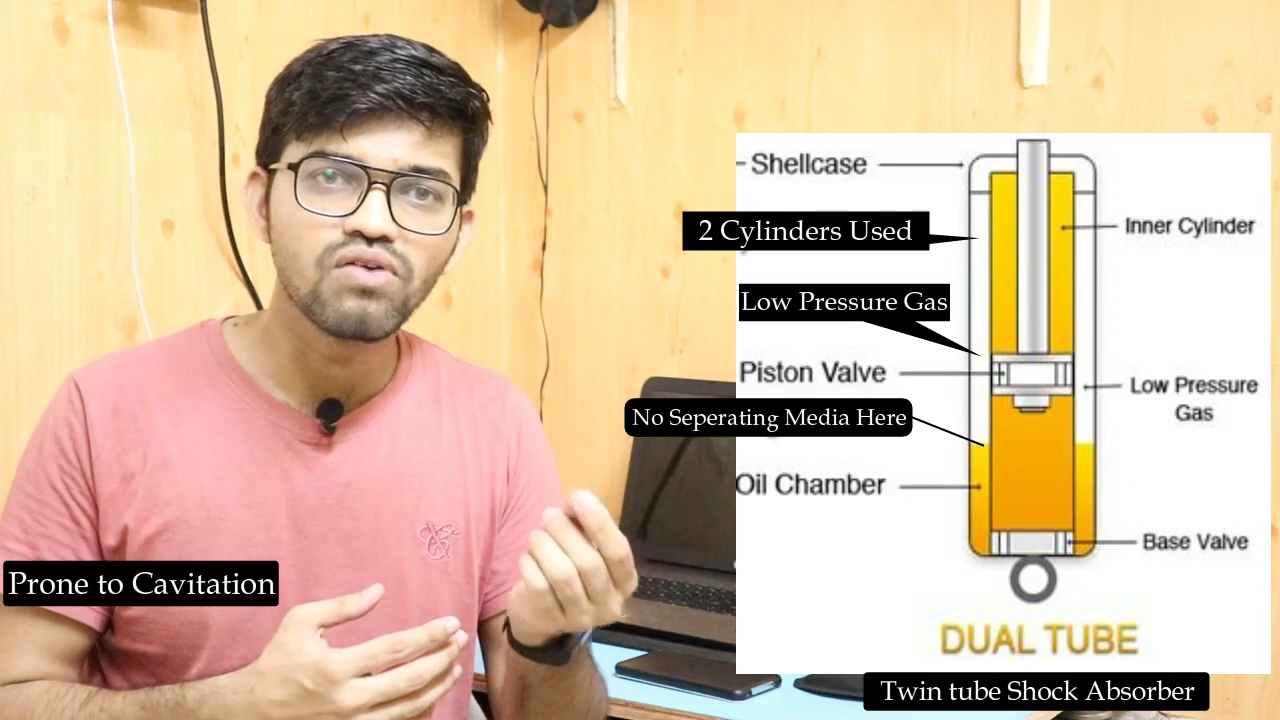 Shellcase
2 Cylinders Used
Inner Cylinder
Low Pressure Gas
Piston Valve
Low Pressure
Gas
No Seperating Media Here
Oil Chamber
Base Valve
Prone to Cavitation
DUAL TUBE
Twin tube Shock Absorber